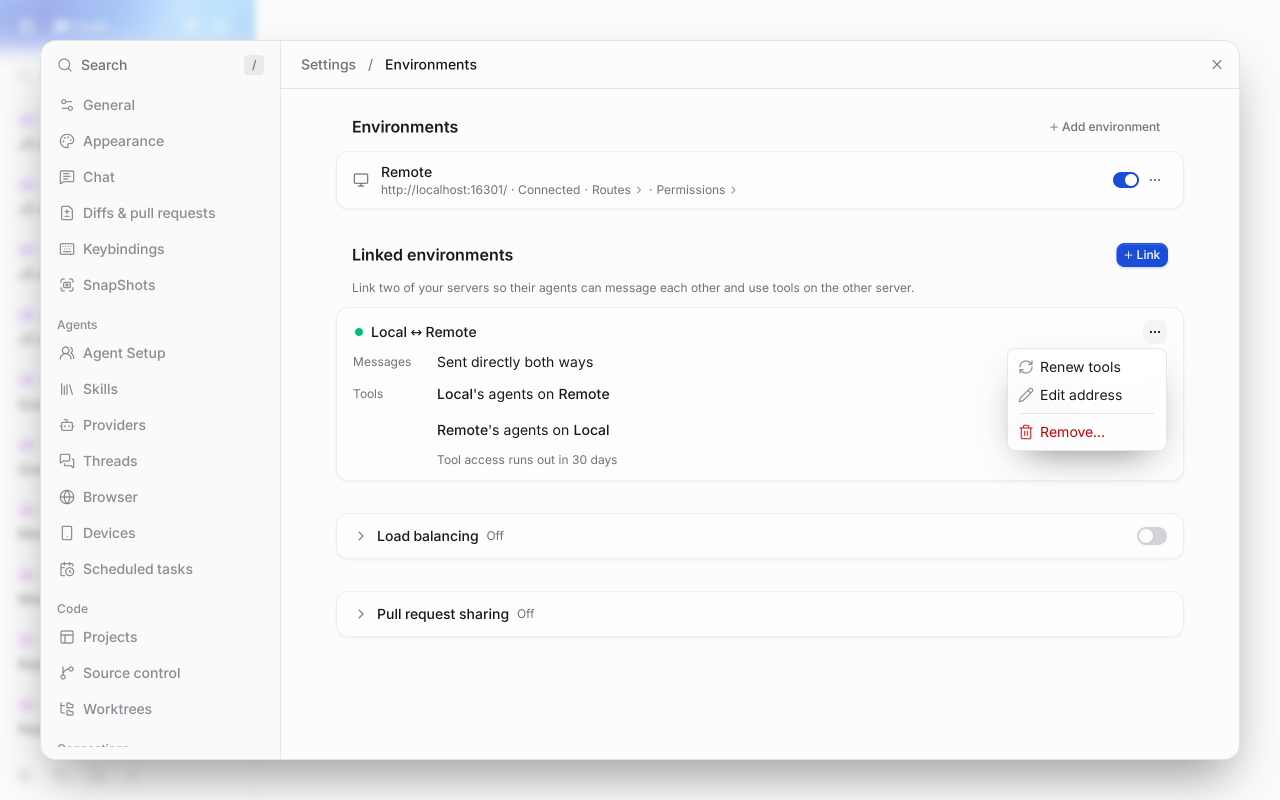 Search
/
General
Appearance
Chat
Diffs & pull requests
Keybindings
SnapShots
Agents
Agent Setup
Skills
Providers
Threads
Browser
Devices
Scheduled tasks
Code
Projects
Source control
Worktrees
Settings / Environments
Environments
+ Add environment
Remote
http://localhost:16301/ · Connected · Routes > · Permissions >
Linked environments
+ Link
Link two of your servers so their agents can message each other and use tools on the other server.
Local ↔ Remote
Messages
Sent directly both ways
Tools
Local's agents on Remote
Remote's agents on Local
Tool access runs out in 30 days
Renew tools
Edit address
Remove...
Load balancing Off
Pull request sharing Off